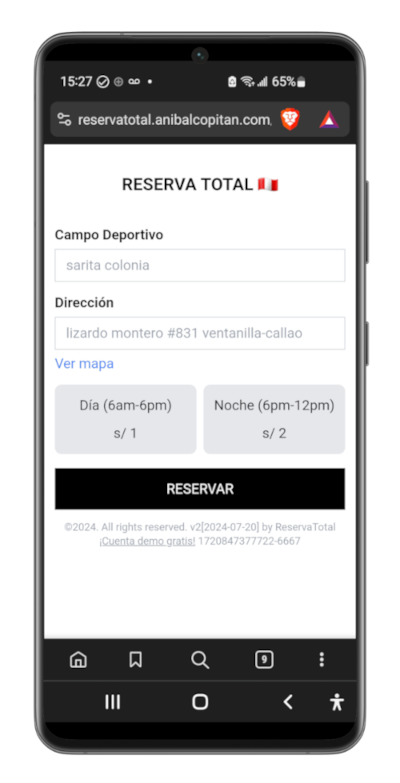 15:27 65%
reservatotal.anibalcopitan.com
RESERVA TOTAL 🇵🇪
Campo Deportivo
sarita colonia
Dirección
lizardo montero #831 ventanilla-callao
Ver mapa
Día (6am-6pm)
s/ 1
Noche (6pm-12pm)
s/ 2
RESERVAR
©2024. All rights reserved. v2[2024-07-20] by ReservaTotal
¡Cuenta demo gratis! 1720847377722-6667
9